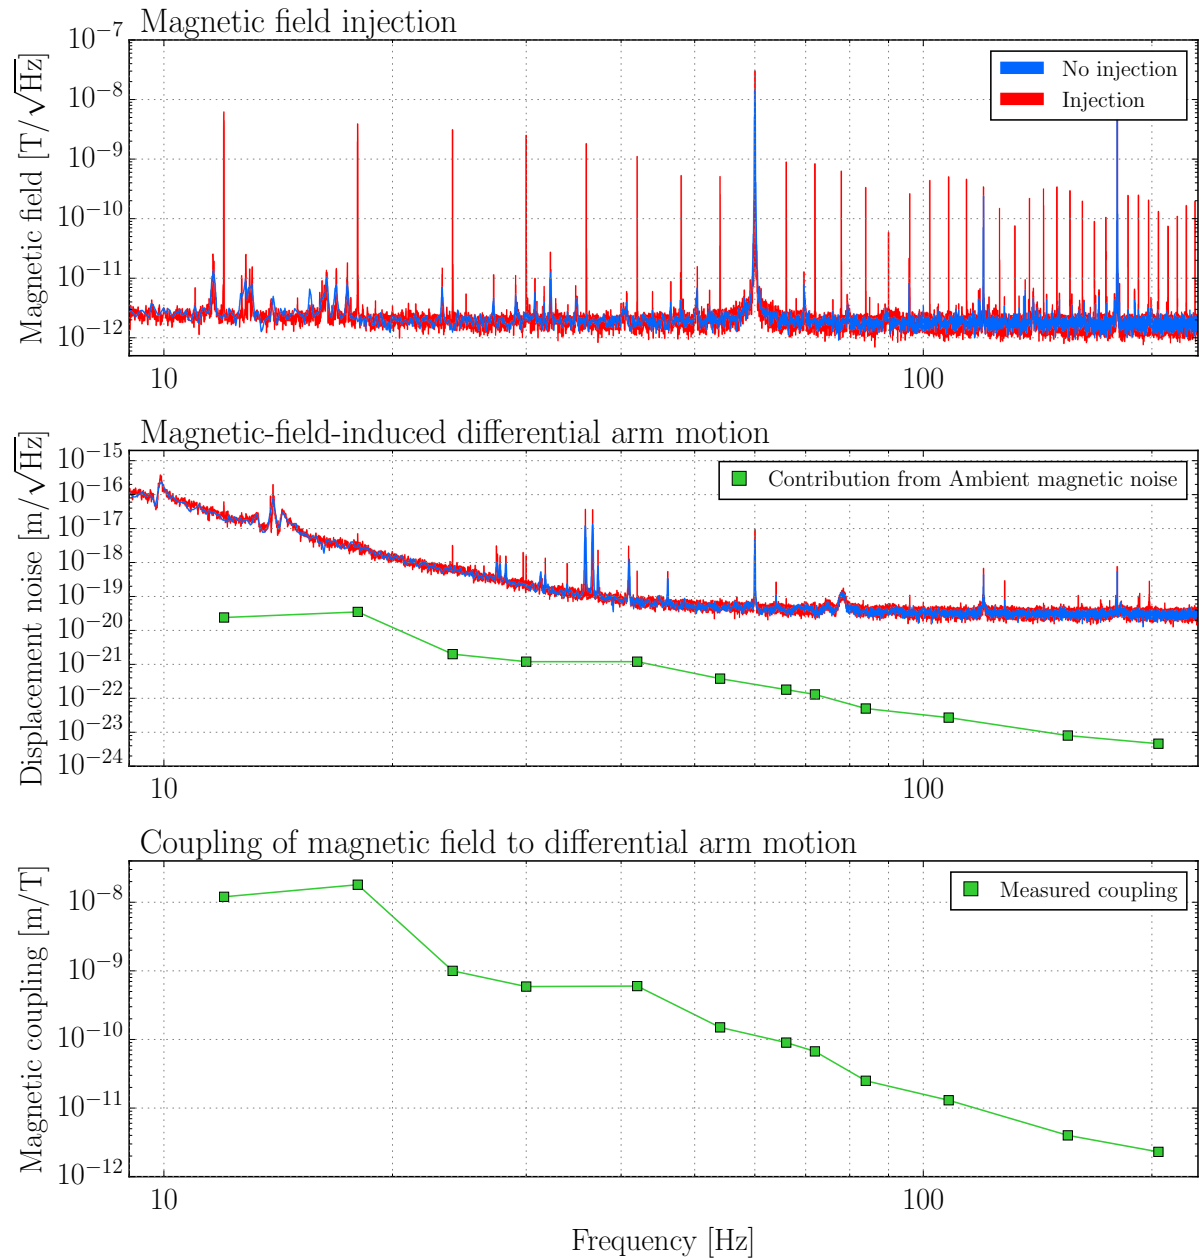 Magnetic field injection
Magnetic field [T/√Hz]
10⁻⁷
10⁻⁸
10⁻⁹
10⁻¹⁰
10⁻¹¹
10⁻¹²
No injection
Injection
10
100
Magnetic-field-induced differential arm motion
Displacement noise [m/√Hz]
10⁻¹⁵
10⁻¹⁶
10⁻¹⁷
10⁻¹⁸
10⁻¹⁹
10⁻²⁰
10⁻²¹
10⁻²²
10⁻²³
10⁻²⁴
Contribution from Ambient magnetic noise
10
100
Coupling of magnetic field to differential arm motion
Magnetic coupling [m/T]
10⁻⁸
10⁻⁹
10⁻¹⁰
10⁻¹¹
10⁻¹²
Measured coupling
10
100
Frequency [Hz]